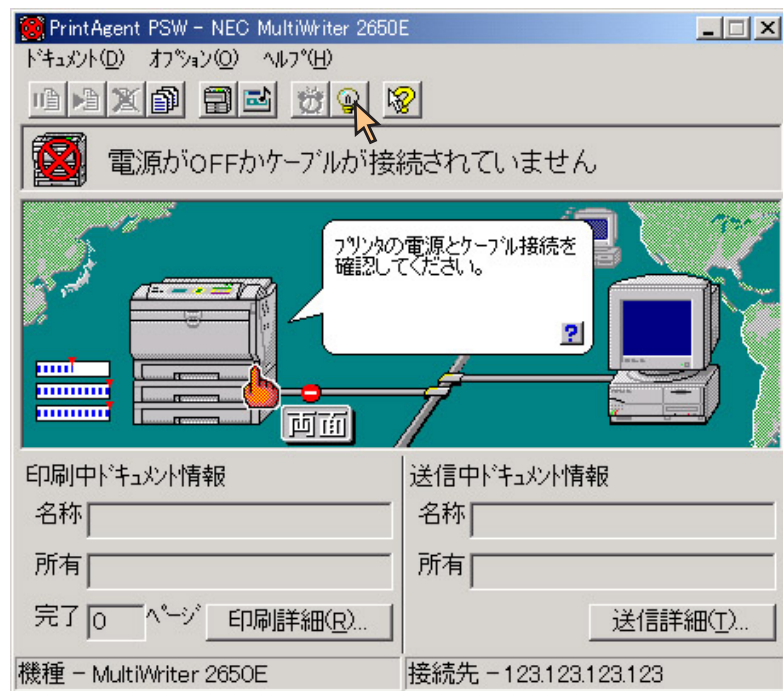 PrintAgent PSW - NEC MultiWriter 2650E
ﾄﾞｷｭﾒﾝﾄ(D) ｵﾌﾟｼｮﾝ(O) ﾍﾙﾌﾟ(H)
電源がOFFかｹｰﾌﾞﾙが接続されていません
ﾌﾟﾘﾝﾀの電源とｹｰﾌﾞﾙ接続を
確認してください。
?
両面
印刷中ﾄﾞｷｭﾒﾝﾄ情報
名称
所有
完了 0 ﾍﾟｰｼﾞ 印刷詳細(R)...
送信中ﾄﾞｷｭﾒﾝﾄ情報
名称
所有
送信詳細(T)...
機種 - MultiWriter 2650E
接続先 - 123.123.123.123